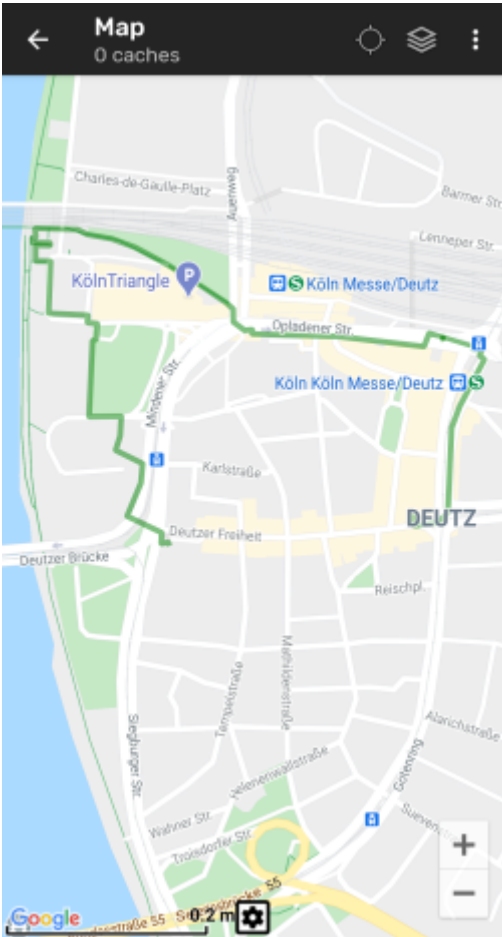 Map
0 caches
Charles-de-Gaulle-Platz
Auenweg
Barmer Str.
Lenneper Str.
KölnTriangle
P
S Köln Messe/Deutz
Opladener Str.
Mindener Str.
Köln Köln Messe/Deutz S
Karlstraße
DEUTZ
Deutzer Freiheit
Deutzer Brücke
Reischpl.
Mathildenstraße
Tempelstraße
Siegburger Str.
Alarichstraße
Gotenring
Helenenwallstraße
Wahner Str.
Troisdorfer Str.
+
−
Google
0.2 m